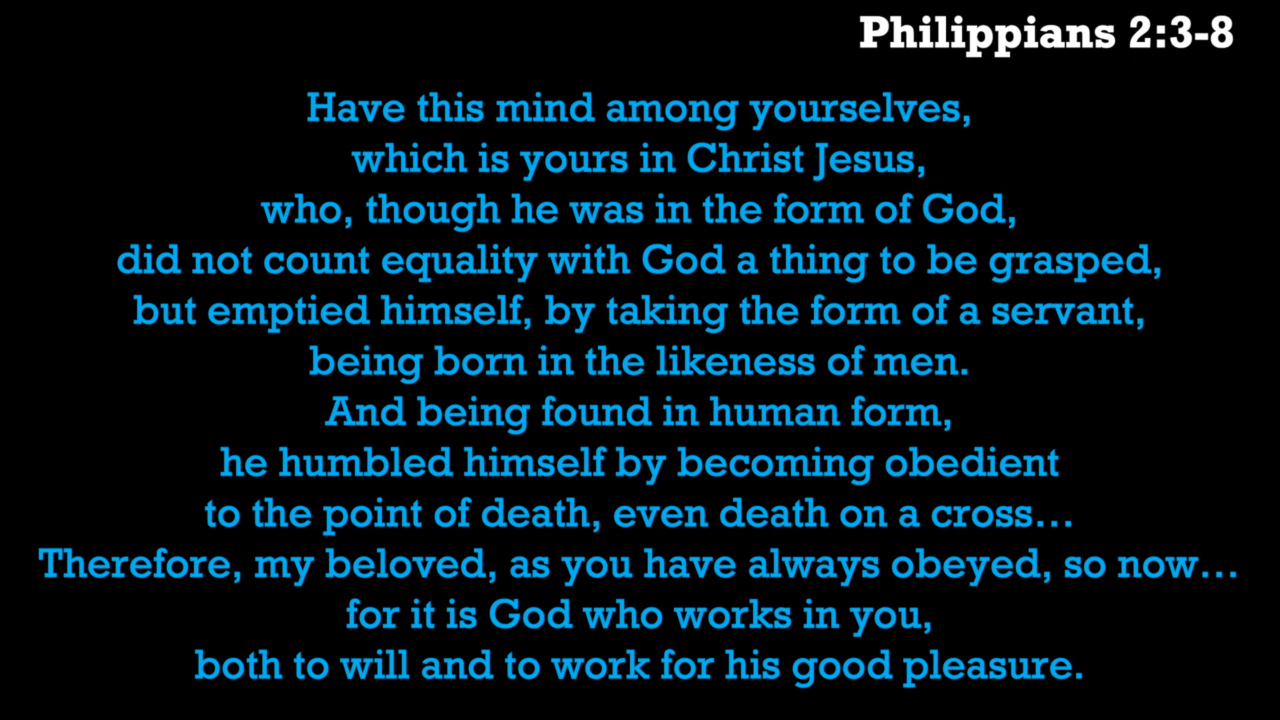 Philippians 2:3-8
Have this mind among yourselves,
which is yours in Christ Jesus,
who, though he was in the form of God,
did not count equality with God a thing to be grasped,
but emptied himself, by taking the form of a servant,
being born in the likeness of men.
And being found in human form,
he humbled himself by becoming obedient
to the point of death, even death on a cross...
Therefore, my beloved, as you have always obeyed, so now...
for it is God who works in you,
both to will and to work for his good pleasure.